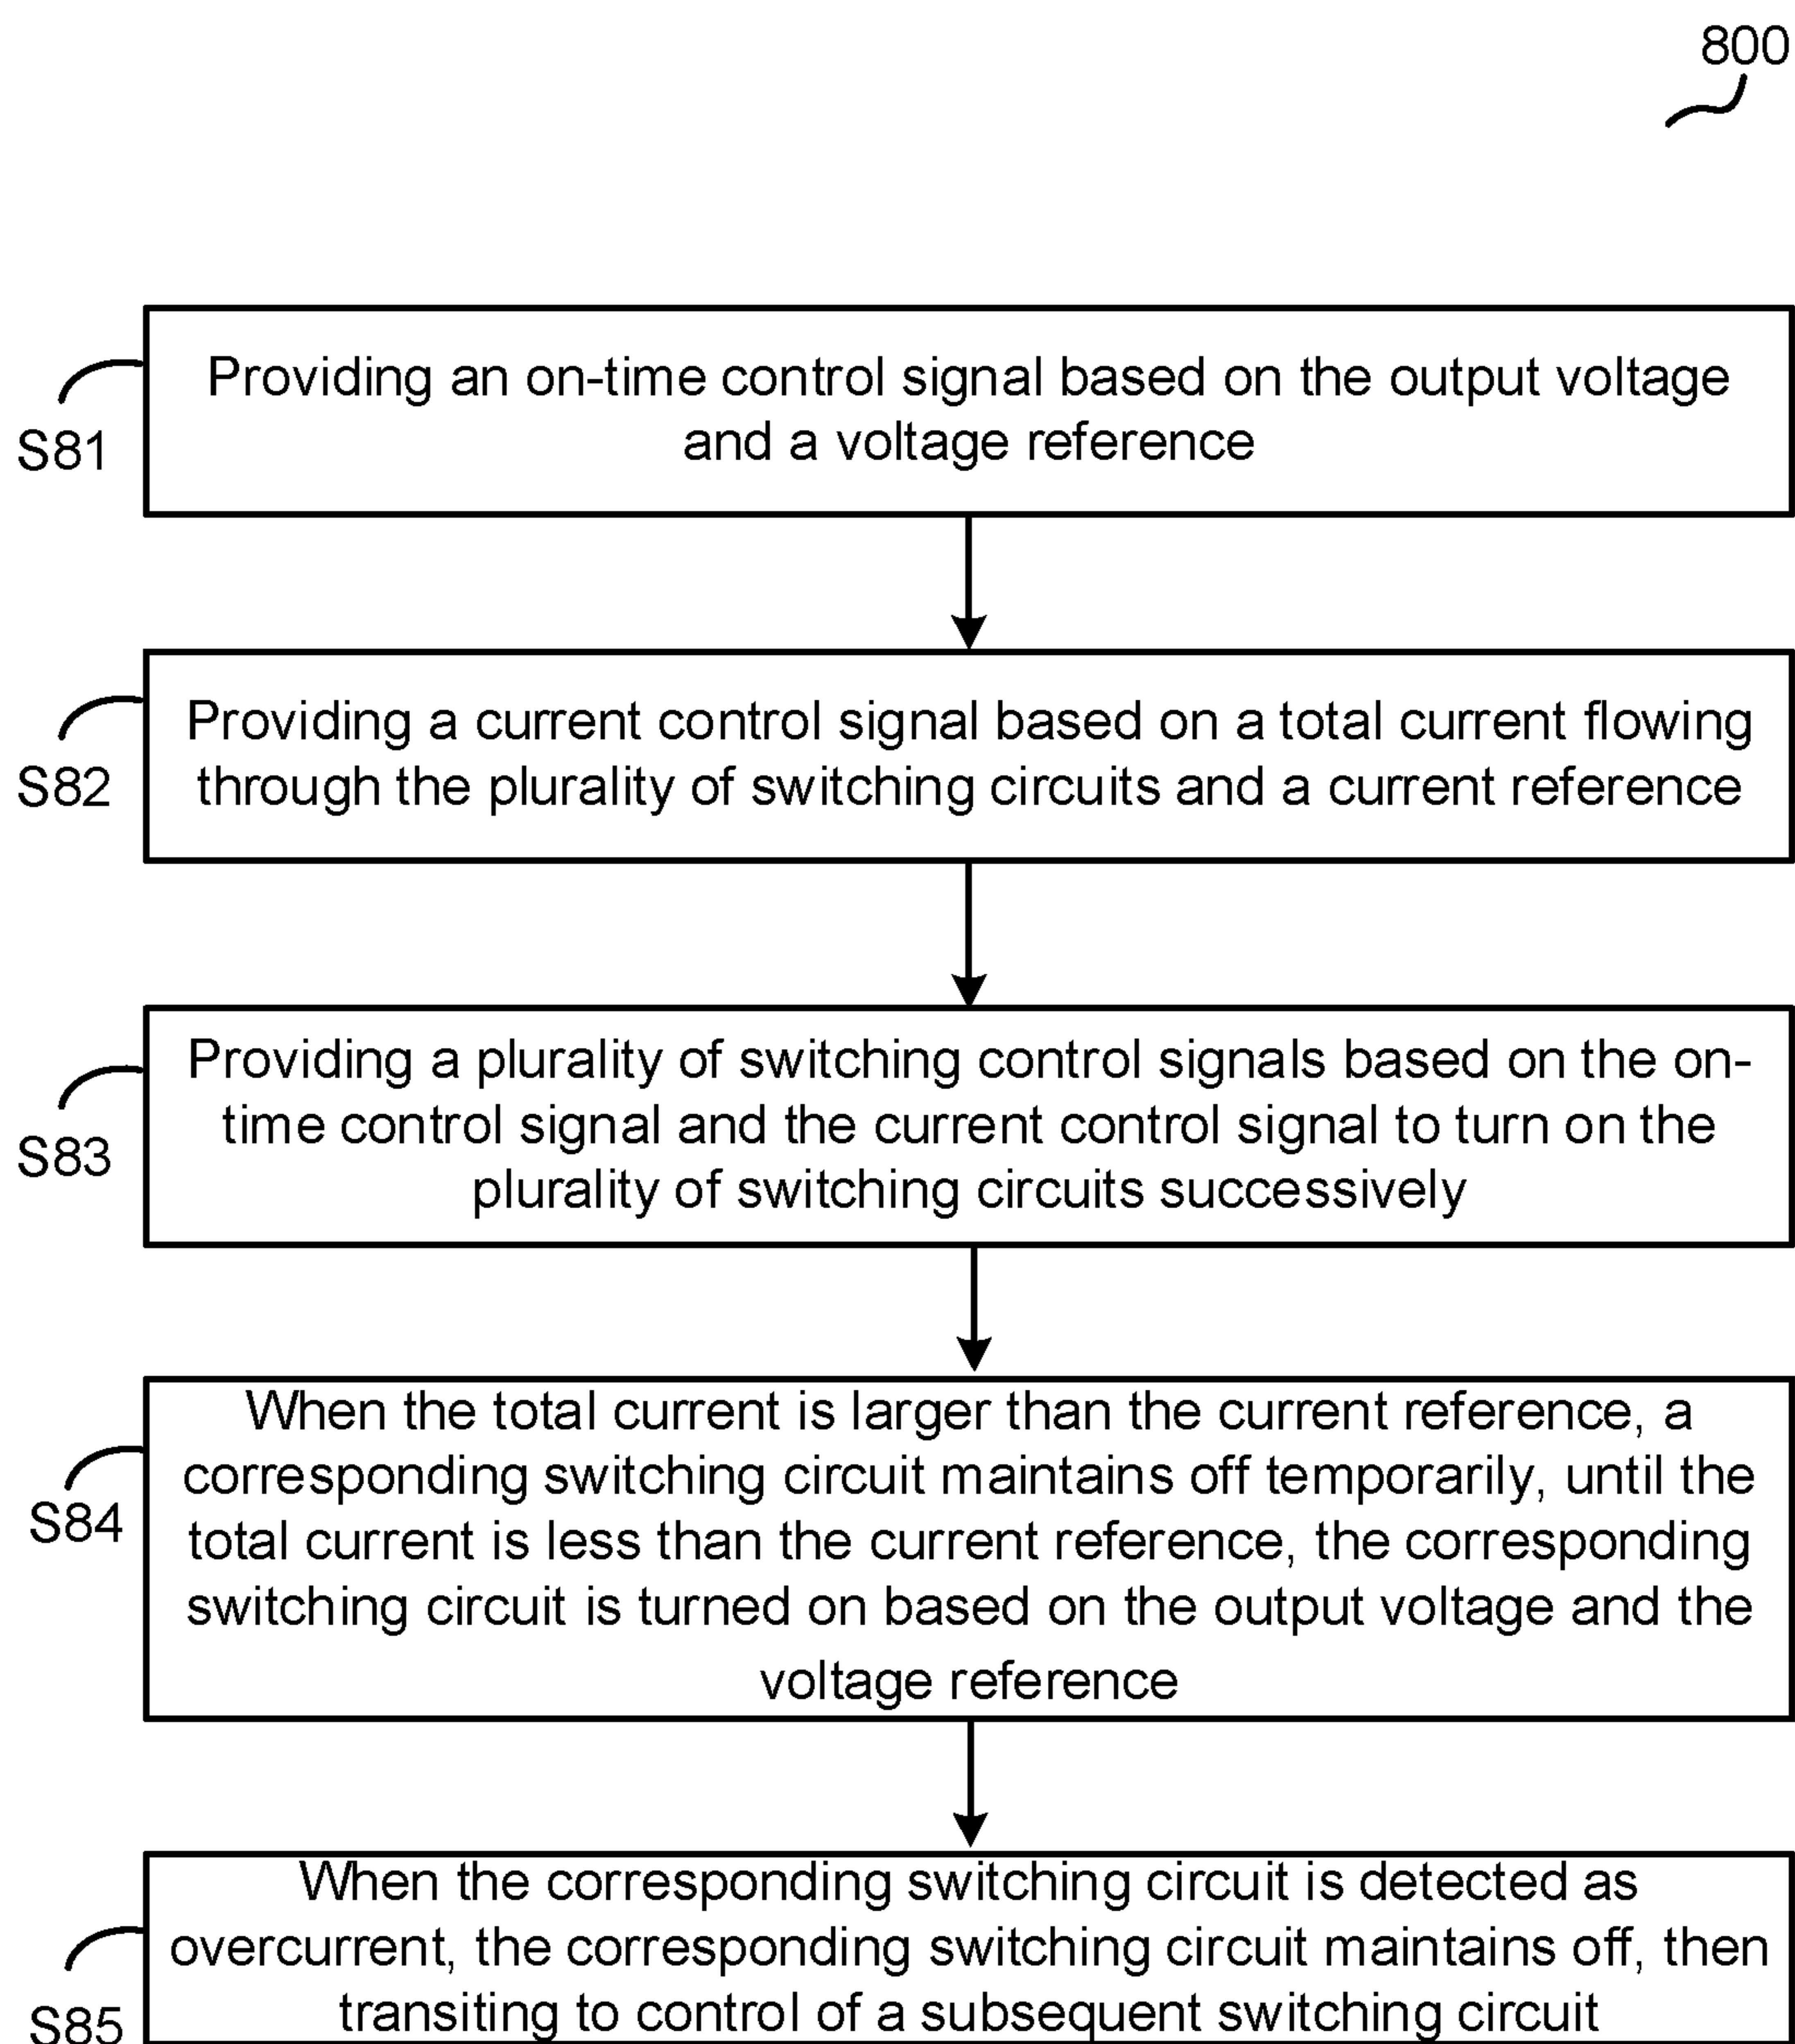 800
Providing an on-time control signal based on the output voltage
and a voltage reference
S81
Providing a current control signal based on a total current flowing
through the plurality of switching circuits and a current reference
S82
Providing a plurality of switching control signals based on the on-
time control signal and the current control signal to turn on the
plurality of switching circuits successively
S83
When the total current is larger than the current reference, a
corresponding switching circuit maintains off temporarily, until the
total current is less than the current reference, the corresponding
switching circuit is turned on based on the output voltage and the
voltage reference
S84
When the corresponding switching circuit is detected as
overcurrent, the corresponding switching circuit maintains off, then
transiting to control of a subsequent switching circuit
S85